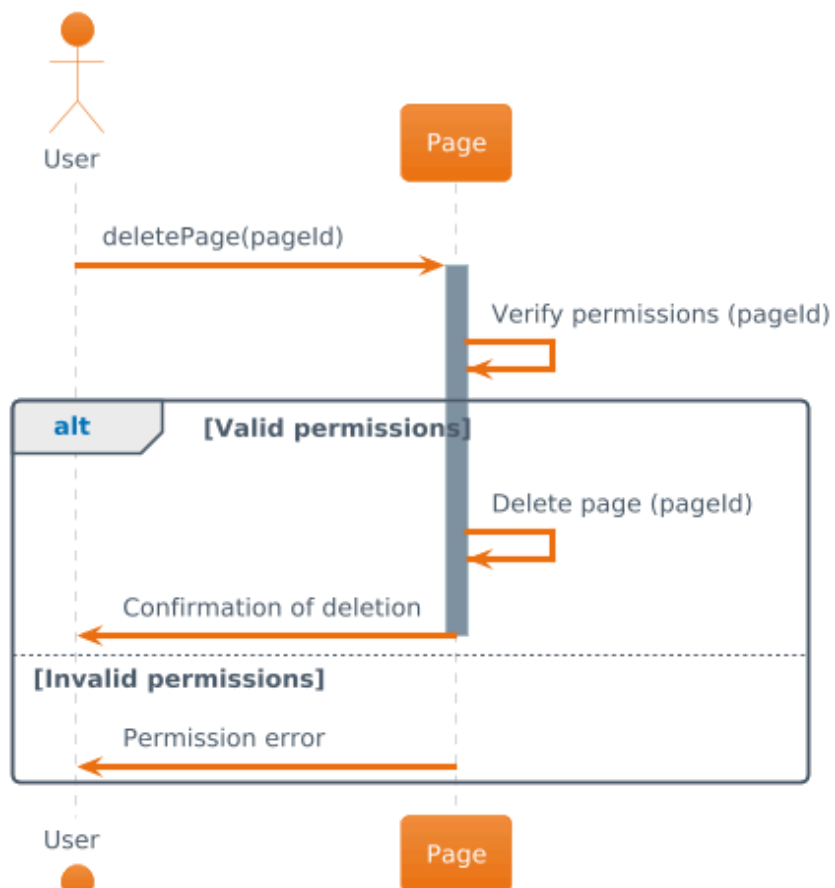 User
Page
deletePage(pageId)
Verify permissions (pageId)
alt
[Valid permissions]
Delete page (pageId)
Confirmation of deletion
[Invalid permissions]
Permission error
User
Page